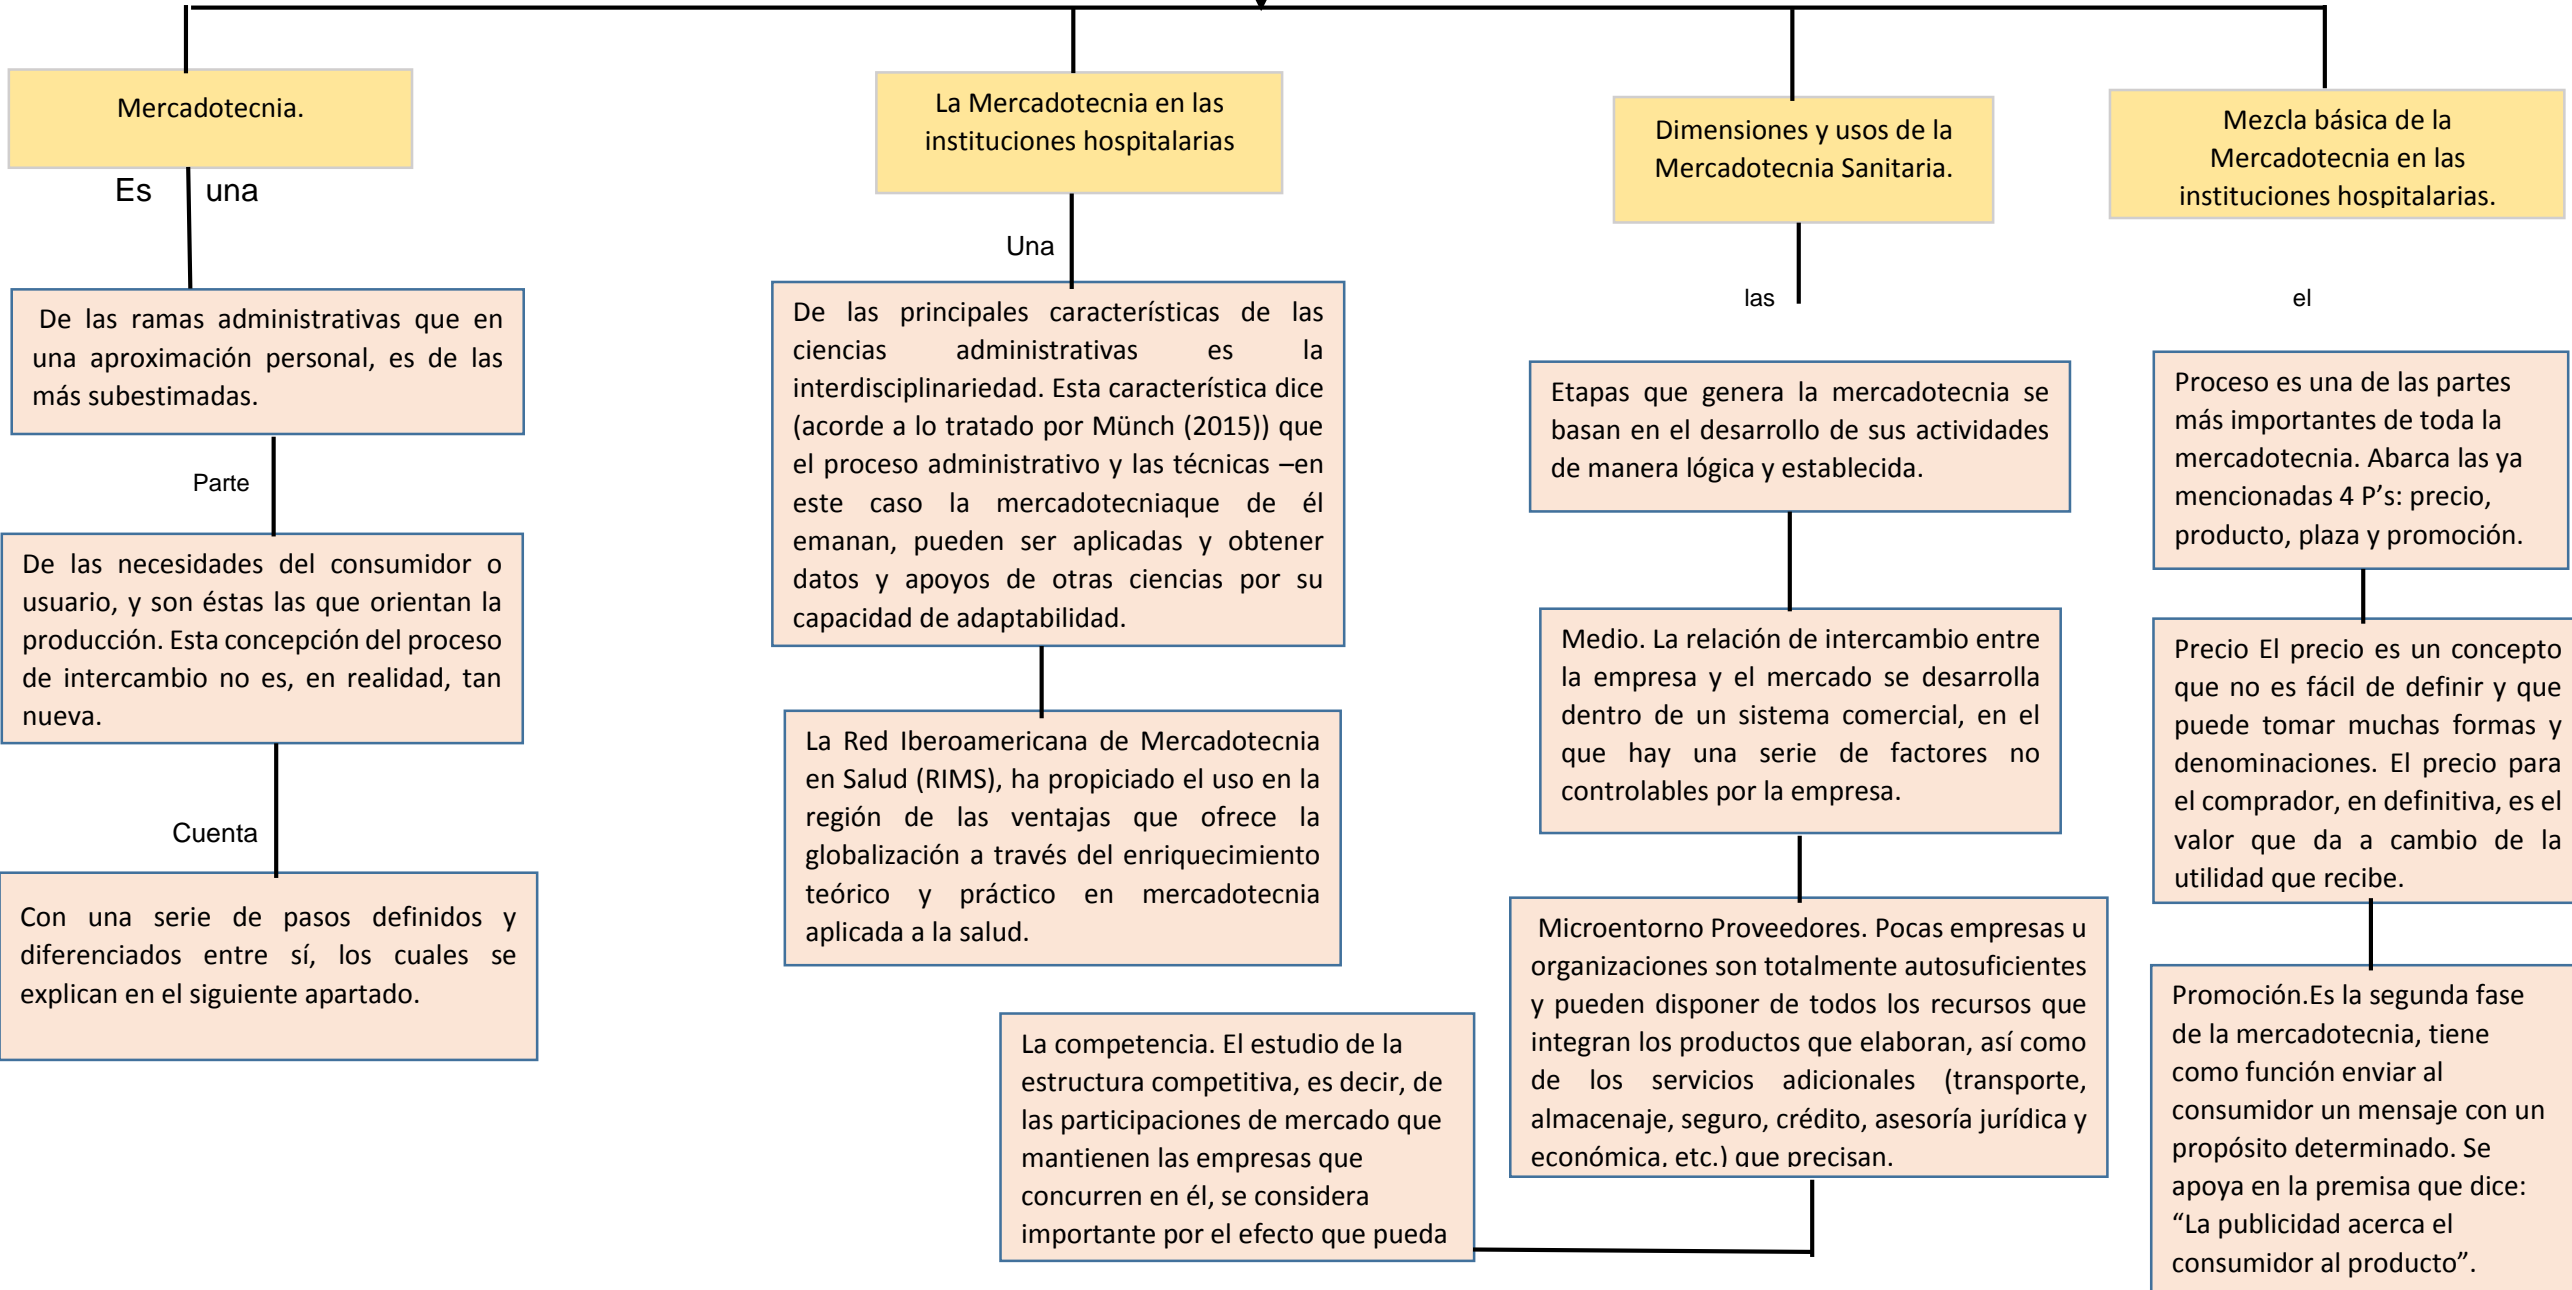 Mercadotecnia.
Es una
De las ramas administrativas que en
una aproximación personal, es de las
más subestimadas.
Parte
De las necesidades del consumidor o
usuario, y son éstas las que orientan la
producción. Esta concepción del proceso
de intercambio no es, en realidad, tan
nueva.
Cuenta
Con una serie de pasos definidos y
diferenciados entre sí, los cuales se
explican en el siguiente apartado.
La Mercadotecnia en las
instituciones hospitalarias
Una
De las principales características de las
ciencias administrativas es la
interdisciplinariedad. Esta característica dice
(acorde a lo tratado por Münch (2015)) que
el proceso administrativo y las técnicas –en
este caso la mercadotecniaque de él
emanan, pueden ser aplicadas y obtener
datos y apoyos de otras ciencias por su
capacidad de adaptabilidad.
La Red Iberoamericana de Mercadotecnia
en Salud (RIMS), ha propiciado el uso en la
región de las ventajas que ofrece la
globalización a través del enriquecimiento
teórico y práctico en mercadotecnia
aplicada a la salud.
Dimensiones y usos de la
Mercadotecnia Sanitaria.
las
Etapas que genera la mercadotecnia se
basan en el desarrollo de sus actividades
de manera lógica y establecida.
Medio. La relación de intercambio entre
la empresa y el mercado se desarrolla
dentro de un sistema comercial, en el
que hay una serie de factores no
controlables por la empresa.
Microentorno Proveedores. Pocas empresas u
organizaciones son totalmente autosuficientes
y pueden disponer de todos los recursos que
integran los productos que elaboran, así como
de los servicios adicionales (transporte,
almacenaje, seguro, crédito, asesoría jurídica y
económica, etc.) que precisan.
La competencia. El estudio de la
estructura competitiva, es decir, de
las participaciones de mercado que
mantienen las empresas que
concurren en él, se considera
importante por el efecto que pueda
Mezcla básica de la
Mercadotecnia en las
instituciones hospitalarias.
el
Proceso es una de las partes
más importantes de toda la
mercadotecnia. Abarca las ya
mencionadas 4 P’s: precio,
producto, plaza y promoción.
Precio El precio es un concepto
que no es fácil de definir y que
puede tomar muchas formas y
denominaciones. El precio para
el comprador, en definitiva, es el
valor que da a cambio de la
utilidad que recibe.
Promoción.Es la segunda fase
de la mercadotecnia, tiene
como función enviar al
consumidor un mensaje con un
propósito determinado. Se
apoya en la premisa que dice:
“La publicidad acerca el
consumidor al producto”.